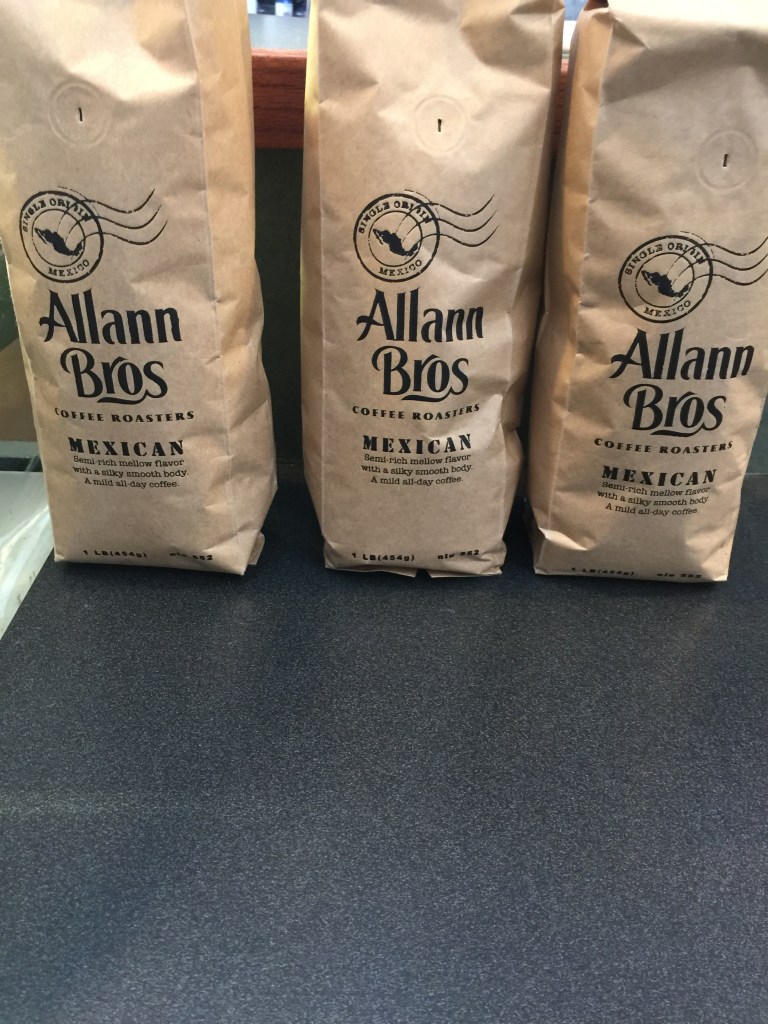 SINGLE ORIGIN
MEXICO
Allann
Bros
COFFEE ROASTERS
MEXICAN
Semi-rich mellow flavor
with a silky smooth body.
A mild all-day coffee.
1 LB(454g)
SINGLE ORIGIN
MEXICO
Allann
Bros
COFFEE ROASTERS
MEXICAN
Semi-rich mellow flavor
with a silky smooth body.
A mild all-day coffee.
1 LB(454g)
SINGLE ORIGIN
MEXICO
Allann
Bros
COFFEE ROASTERS
MEXICAN
Semi-rich mellow flavor
with a silky smooth body.
A mild all-day coffee.
1 LB(454g)